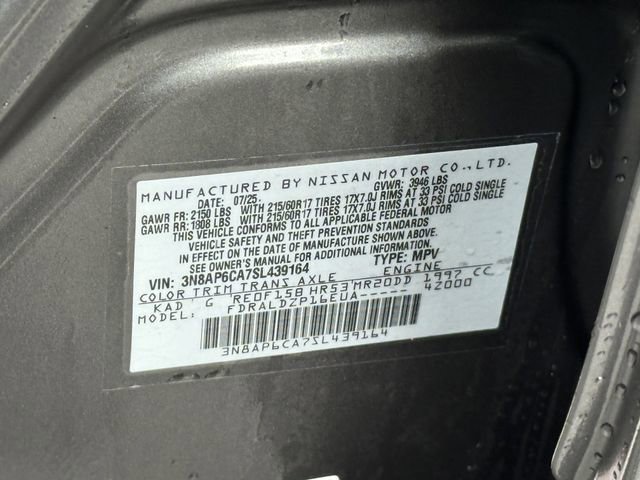 MANUFACTURED BY NISSAN MOTOR CO.,LTD.
DATE: 07/25 GVWR: 3946 LBS
GAWR FR: 2150 LBS WITH 215/60R17 TIRES 17X7.0J RIMS AT 33 PSI COLD SINGLE
GAWR RR: 1808 LBS WITH 215/60R17 TIRES 17X7.0J RIMS AT 33 PSI COLD SINGLE
THIS VEHICLE CONFORMS TO ALL APPLICABLE FEDERAL MOTOR
VEHICLE SAFETY AND THEFT PREVENTION STANDARDS
IN EFFECT ON THE DATE OF MANUFACTURE SHOWN ABOVE.
SEE OWNER'S MANUAL FOR ADDITIONAL INFORMATION.
VIN: 3N8AP6CA7SL439164 TYPE: MPV
COLOR TRIM TRANS AXLE ENGINE
KAD G RE0F15B HR53 MR20DD 1997 CC
MODEL: FDRALDZP16EUA----- 42000
3N8AP6CA7SL439164